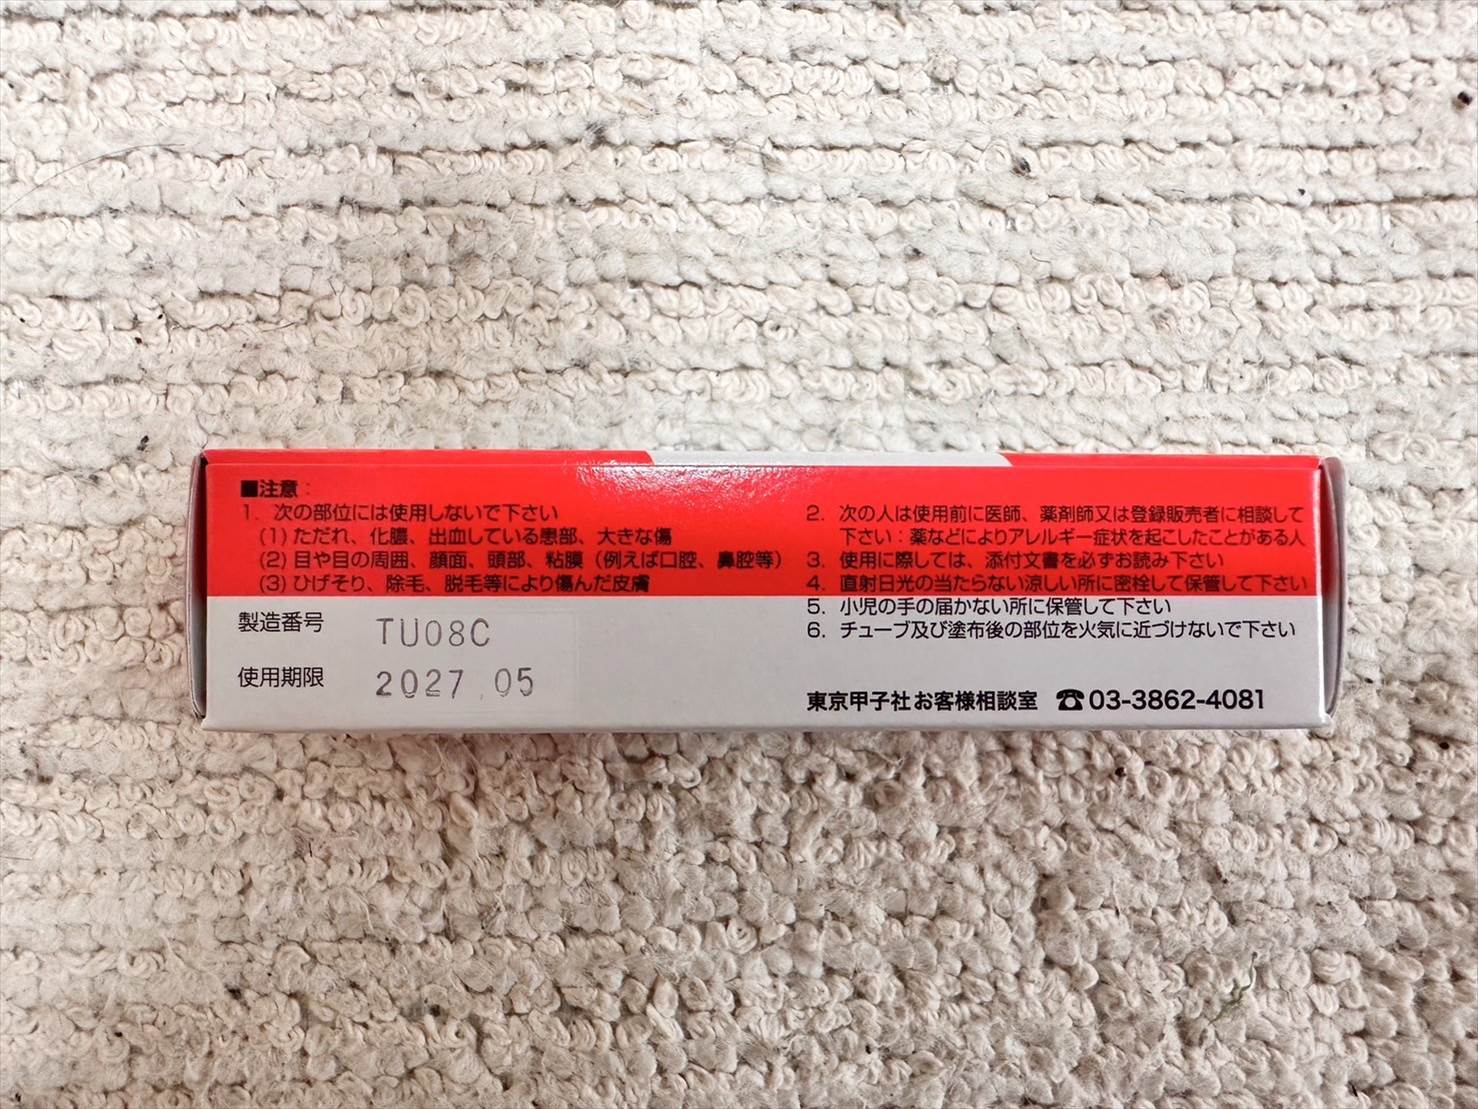 ■注意：
1. 次の部位には使用しないで下さい
(1) ただれ、化膿、出血している患部、大きな傷
(2) 目や目の周囲、顔面、頭部、粘膜（例えば口腔、鼻腔等）
(3) ひげそり、除毛、脱毛等により傷んだ皮膚
2. 次の人は使用前に医師、薬剤師又は登録販売者に相談して
下さい：薬などによりアレルギー症状を起こしたことがある人
3. 使用に際しては、添付文書を必ずお読み下さい
4. 直射日光の当たらない涼しい所に密栓して保管して下さい
5. 小児の手の届かない所に保管して下さい
6. チューブ及び塗布後の部位を火気に近づけないで下さい
製造番号 TU08C
使用期限 2027.05
東京甲子社お客様相談室 ☎03-3862-4081